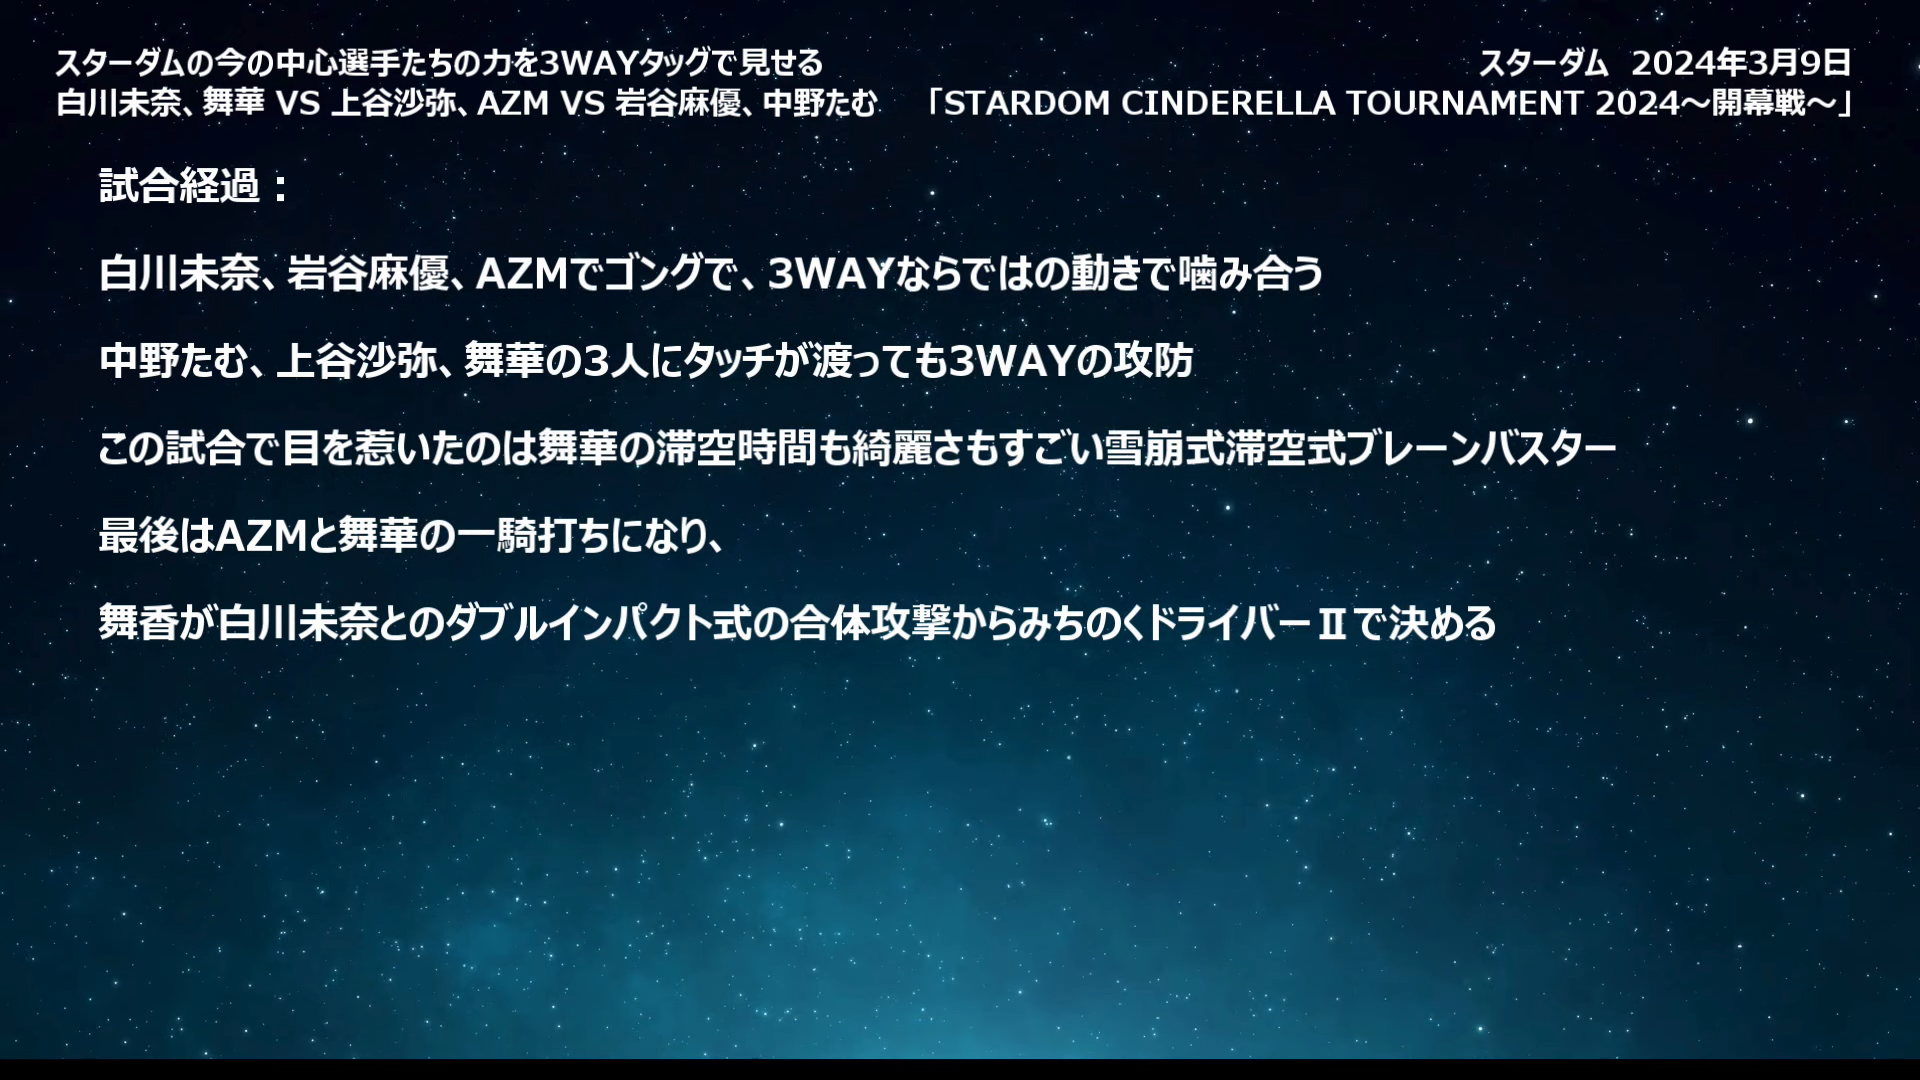 スターダムの今の中心選手たちの力を3WAYタッグで見せる
スターダム 2024年3月9日
白川未奈、舞華 VS 上谷沙弥、AZM VS 岩谷麻優、中野たむ
「STARDOM CINDERELLA TOURNAMENT 2024～開幕戦～」
試合経過：
白川未奈、岩谷麻優、AZMでゴングで、3WAYならではの動きで噛み合う
中野たむ、上谷沙弥、舞華の3人にタッチが渡っても3WAYの攻防
この試合で目を惹いたのは舞華の滞空時間も綺麗さもすごい雪崩式滞空式ブレーンバスター
最後はAZMと舞華の一騎打ちになり、
舞香が白川未奈とのダブルインパクト式の合体攻撃からみちのくドライバーⅡで決める